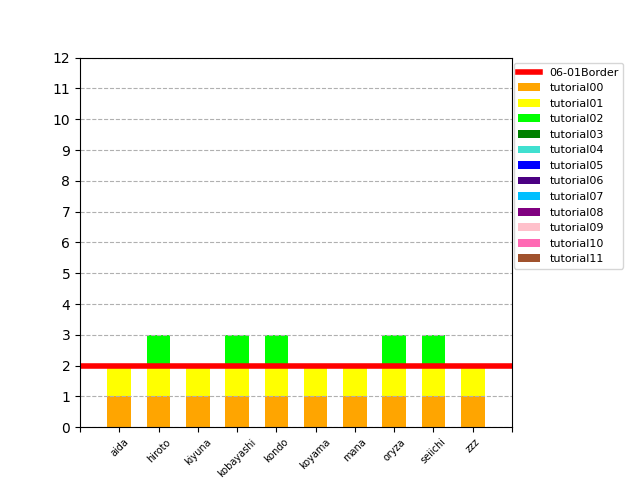 12
11
10
9
8
7
6
5
4
3
2
1
0
aida
hiroto
kiyuna
kobayashi
kondo
koyama
mana
oryza
seiichi
zzz
06-01Border
tutorial00
tutorial01
tutorial02
tutorial03
tutorial04
tutorial05
tutorial06
tutorial07
tutorial08
tutorial09
tutorial10
tutorial11